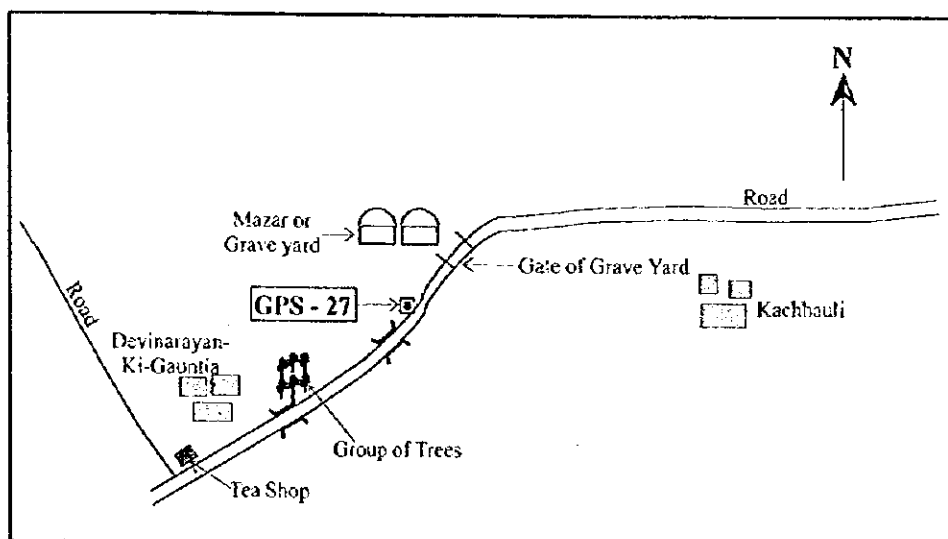 N
Road
Mazar or
Grave yard
Gate of Grave Yard
GPS - 27
Kachhauli
Road
Devinarayan-
Ki-Gauntia
Group of Trees
Tea Shop